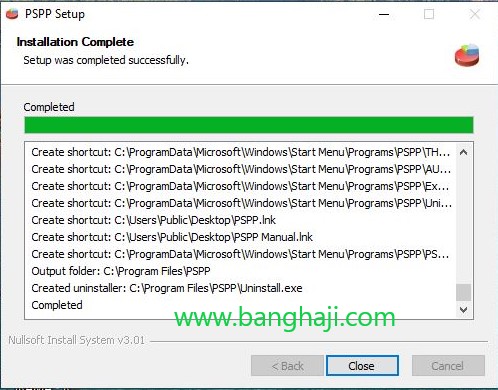 PSPP Setup
Installation Complete
Setup was completed successfully.
Completed
Create shortcut: C:\ProgramData\Microsoft\Windows\Start Menu\Programs\PSPP\TH...
Create shortcut: C:\ProgramData\Microsoft\Windows\Start Menu\Programs\PSPP\AU...
Create shortcut: C:\ProgramData\Microsoft\Windows\Start Menu\Programs\PSPP\Ex...
Create shortcut: C:\ProgramData\Microsoft\Windows\Start Menu\Programs\PSPP\Uni...
Create shortcut: C:\Users\Public\Desktop\PSPP.lnk
Create shortcut: C:\Users\Public\Desktop\PSPP Manual.lnk
Create shortcut: C:\ProgramData\Microsoft\Windows\Start Menu\Programs\PSPP\PS...
Output folder: C:\Program Files\PSPP
Created uninstaller: C:\Program Files\PSPP\Uninstall.exe
Completed
www.banghaji.com
Nullsoft Install System v3.01
< Back
Close
Cancel